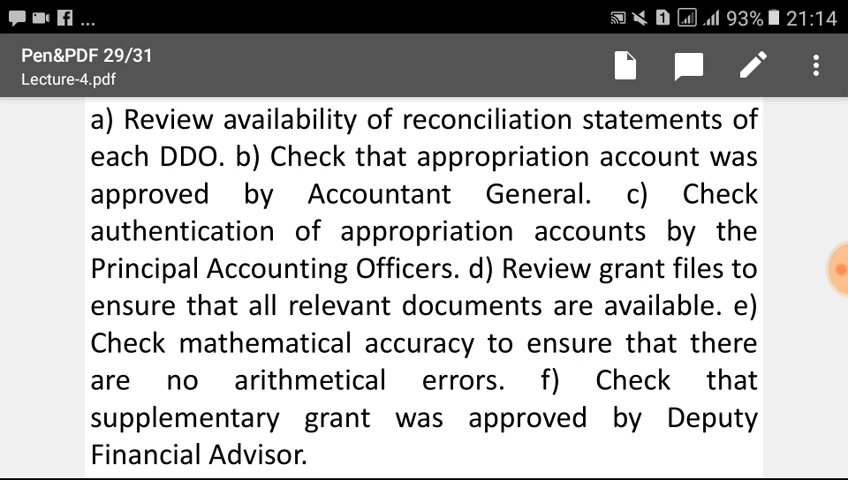 ... 93% 21:14
Pen&PDF 29/31
Lecture-4.pdf
a) Review availability of reconciliation statements of
each DDO. b) Check that appropriation account was
approved by Accountant General. c) Check
authentication of appropriation accounts by the
Principal Accounting Officers. d) Review grant files to
ensure that all relevant documents are available. e)
Check mathematical accuracy to ensure that there
are no arithmetical errors. f) Check that
supplementary grant was approved by Deputy
Financial Advisor.